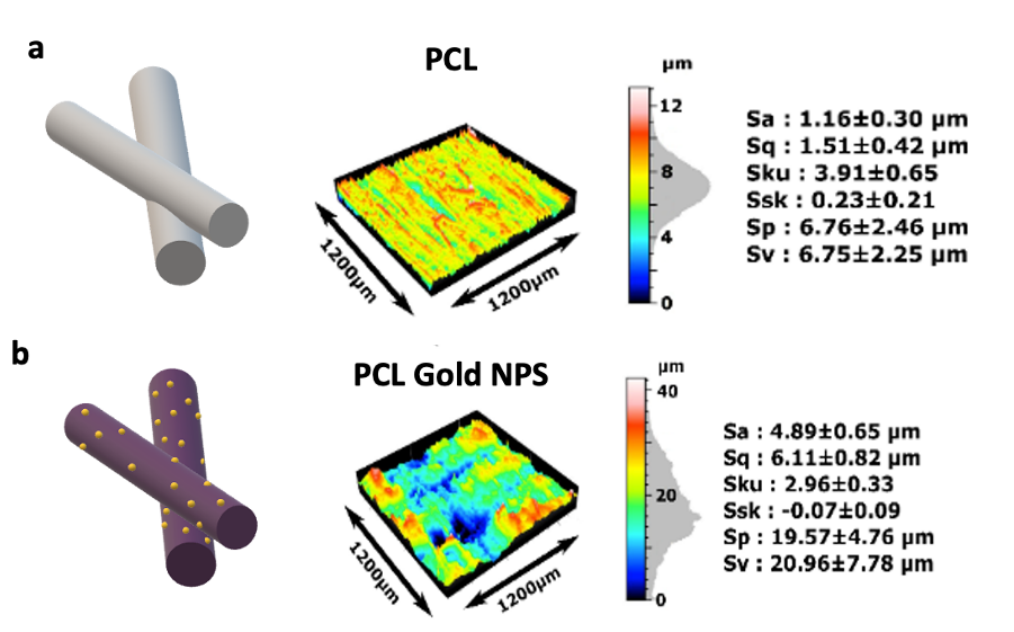 a
PCL
µm
12
8
4
0
1200µm
1200µm
Sa : 1.16±0.30 µm
Sq : 1.51±0.42 µm
Sku : 3.91±0.65
Ssk : 0.23±0.21
Sp : 6.76±2.46 µm
Sv : 6.75±2.25 µm
b
PCL Gold NPS
µm
40
20
0
1200µm
1200µm
Sa : 4.89±0.65 µm
Sq : 6.11±0.82 µm
Sku : 2.96±0.33
Ssk : -0.07±0.09
Sp : 19.57±4.76 µm
Sv : 20.96±7.78 µm